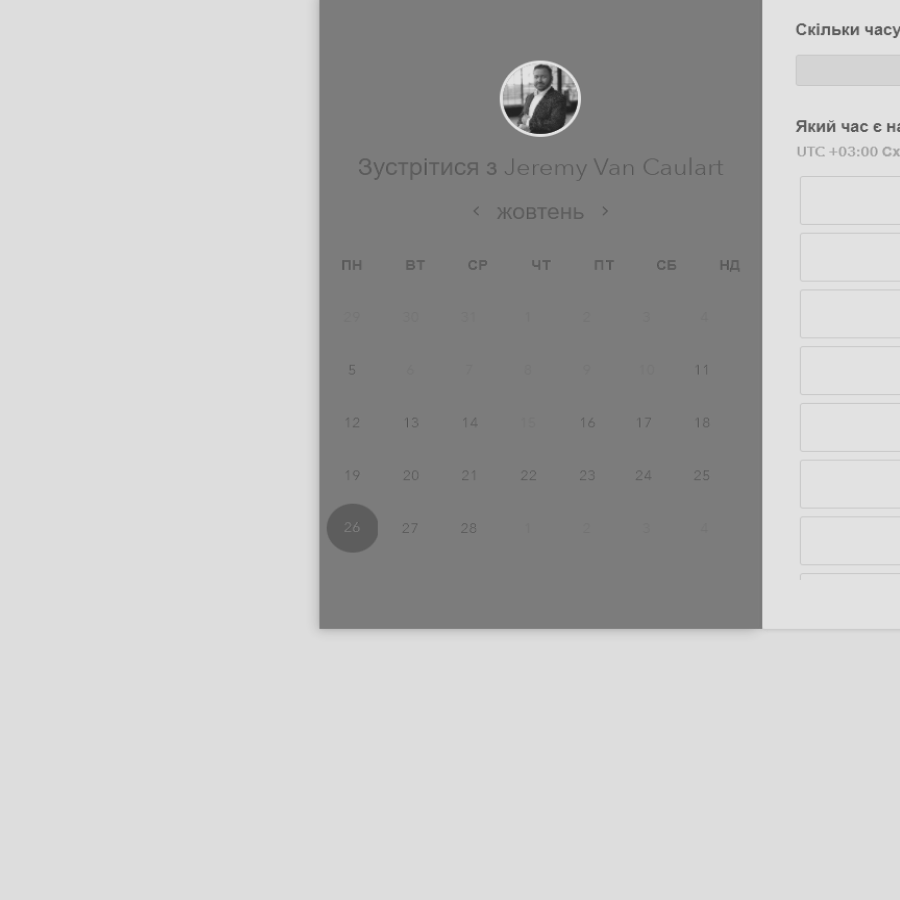 Скільки часу
Який час є на
UTC +03:00 Сх
Зустрітися з Jeremy Van Caulart
жовтень
ПН ВТ СР ЧТ ПТ СБ НД
29 30 31 1 2 3 4
5 6 7 8 9 10 11
12 13 14 15 16 17 18
19 20 21 22 23 24 25
26 27 28 1 2 3 4